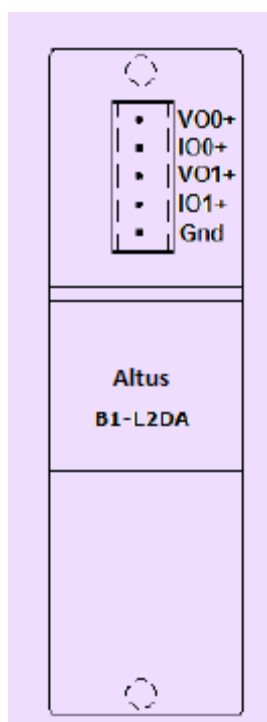 VO0+
IO0+
VO1+
IO1+
Gnd
Altus
B1-L2DA